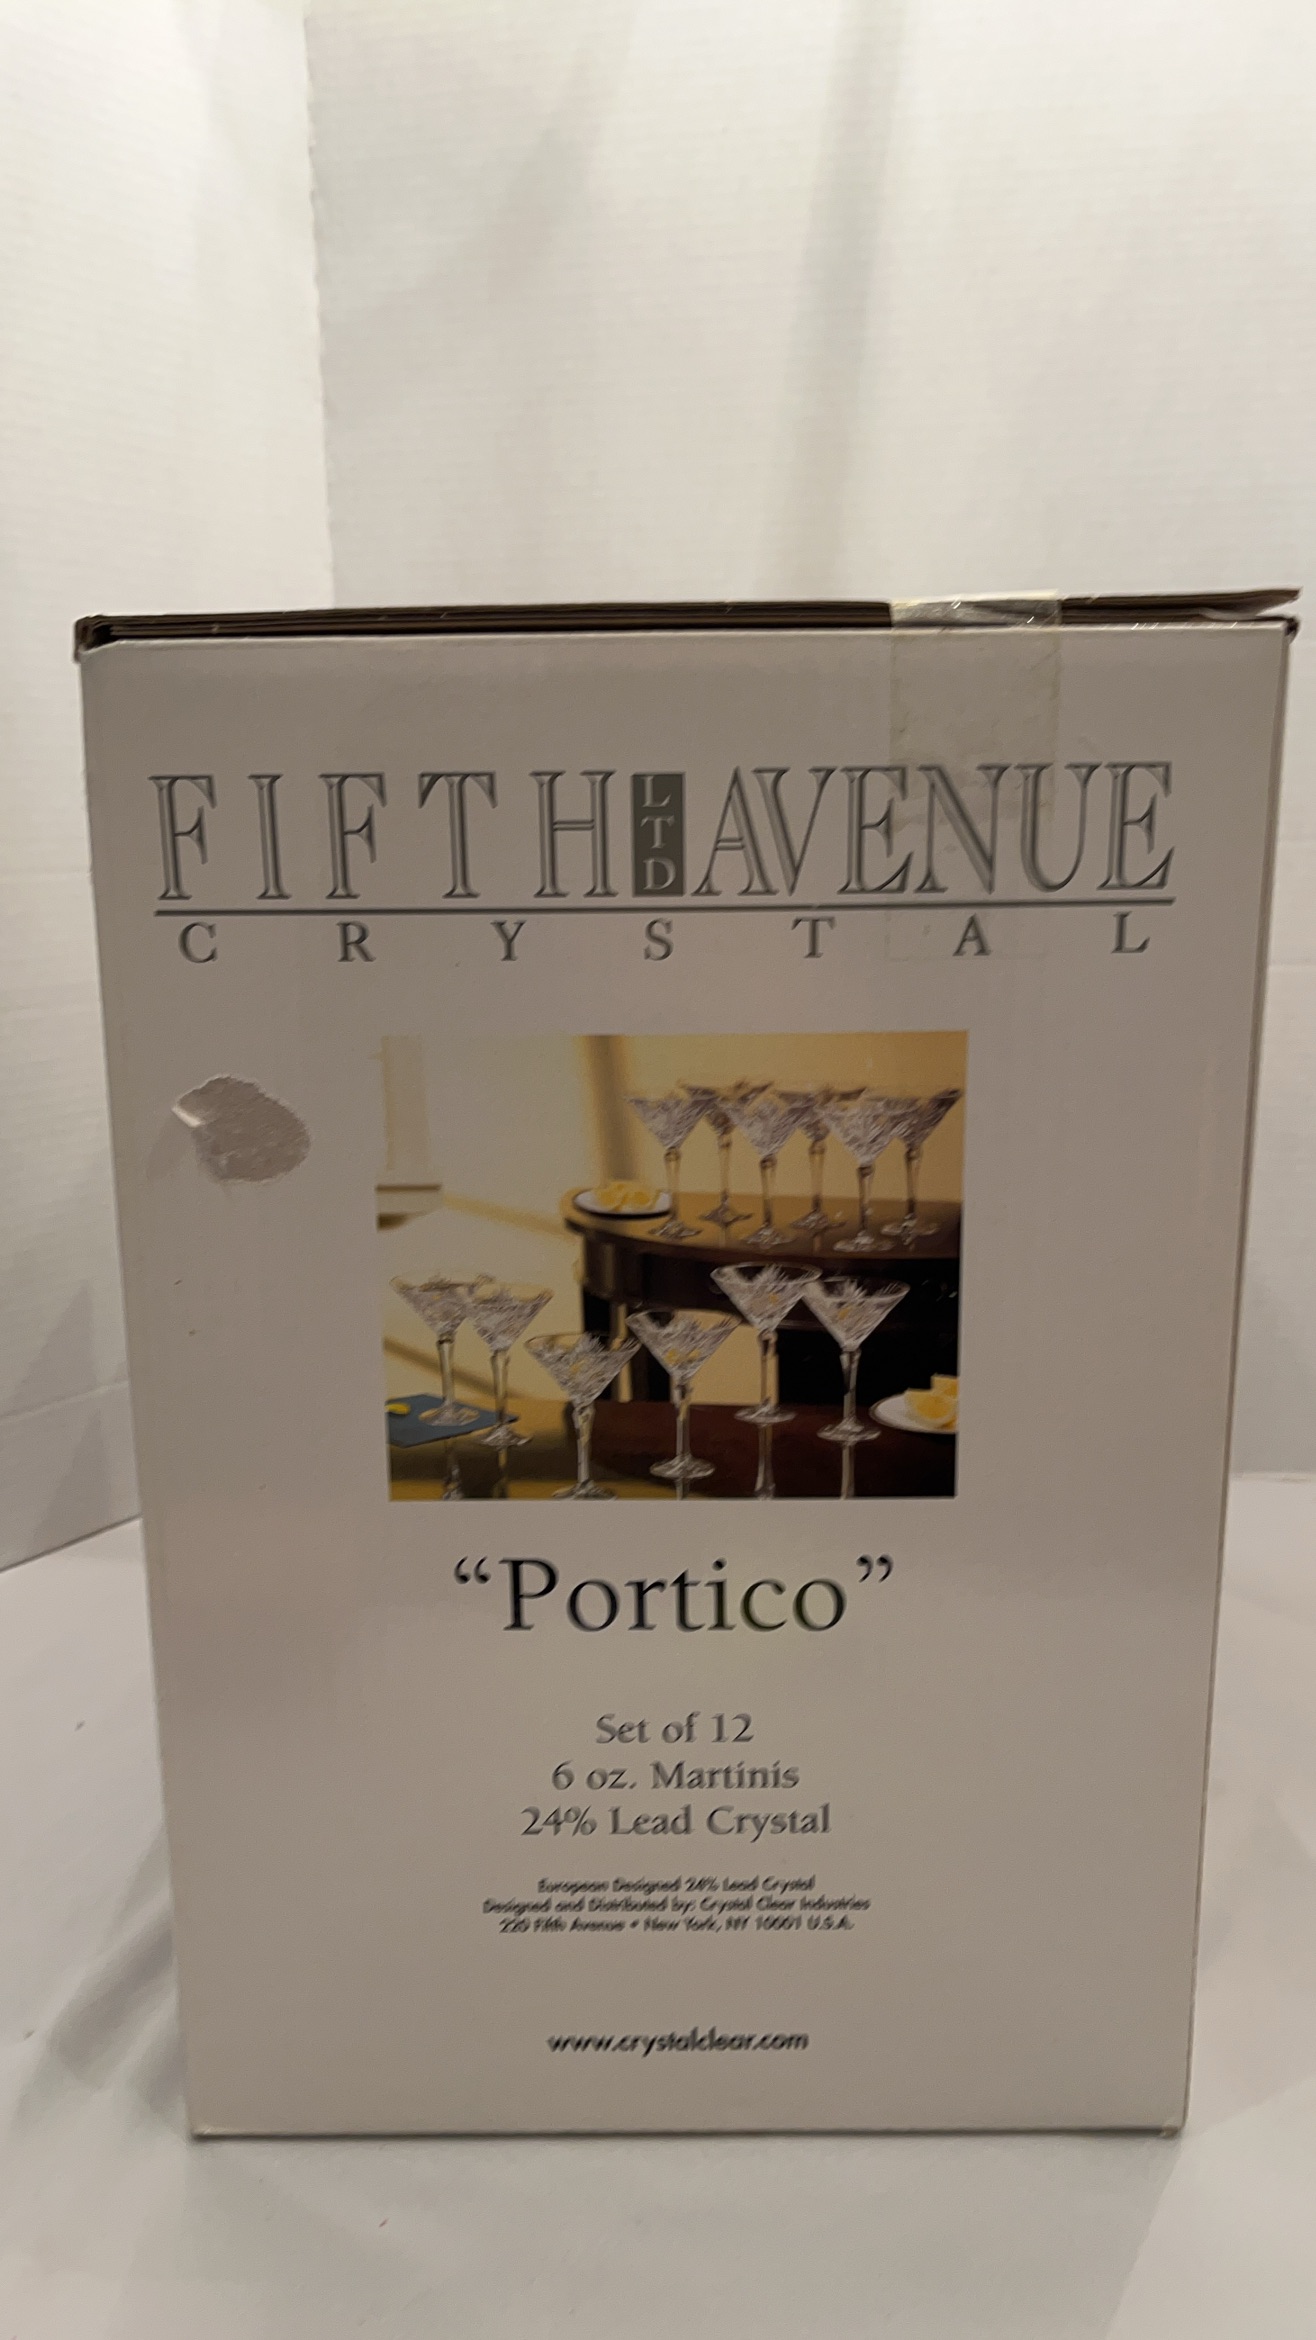 FIFTH LTD AVENUE
CRYSTAL
“Portico”
Set of 12
6 oz. Martinis
24% Lead Crystal
European Designed 24% Lead Crystal
Designed and Distributed by: Crystal Clear Industries
220 Fifth Avenue • New York, NY 10001 U.S.A.
www.crystalclear.com